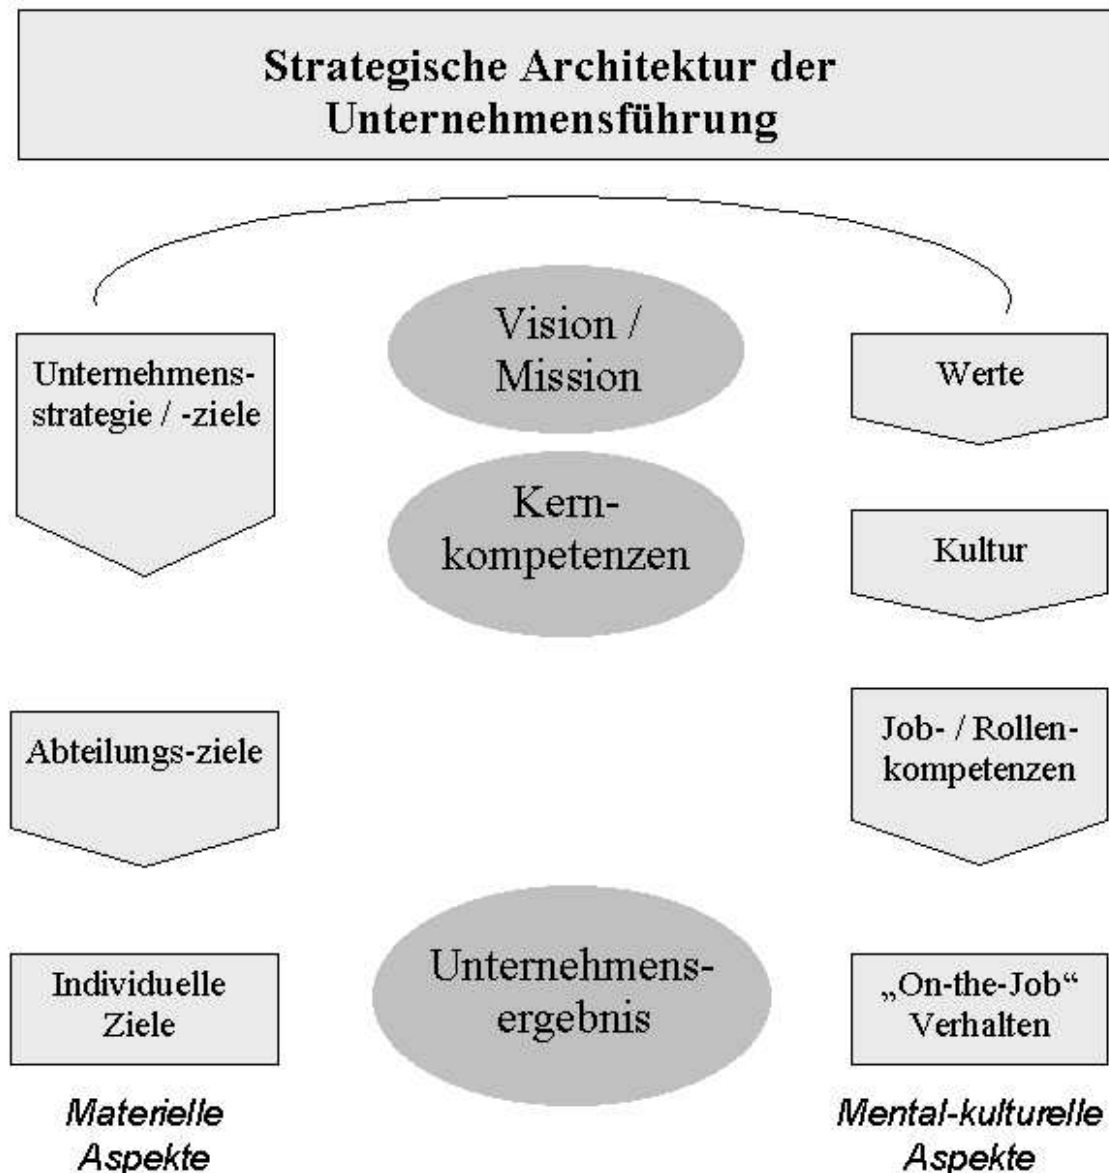 Strategische Architektur der
Unternehmensführung
Unternehmens-
strategie / -ziele
Vision /
Mission
Werte
Kern-
kompetenzen
Kultur
Abteilungs-ziele
Job- / Rollen-
kompetenzen
Individuelle
Ziele
Unternehmens-
ergebnis
„On-the-Job“
Verhalten
Materielle
Aspekte
Mental-kulturelle
Aspekte